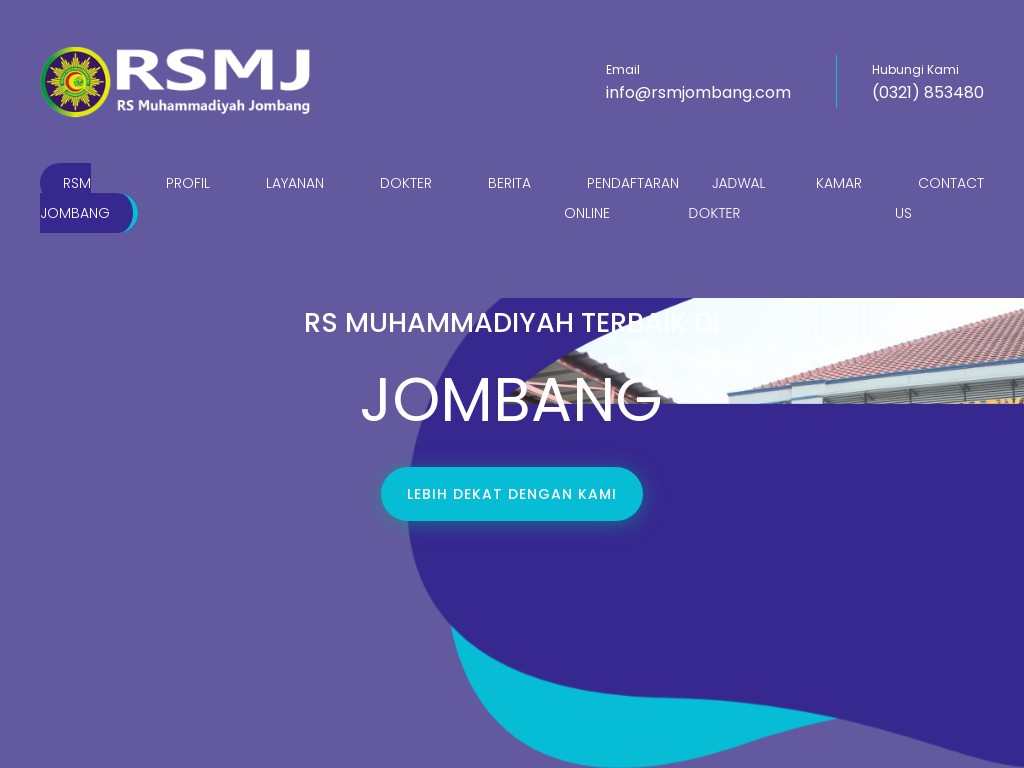 RSMJ
RS Muhammadiyah Jombang
Email
info@rsmjombang.com
Hubungi Kami
(0321) 853480
RSM JOMBANG
PROFIL
LAYANAN
DOKTER
BERITA
PENDAFTARAN ONLINE
JADWAL DOKTER
KAMAR
CONTACT US
RS MUHAMMADIYAH TERBAIK DI
JOMBANG
LEBIH DEKAT DENGAN KAMI